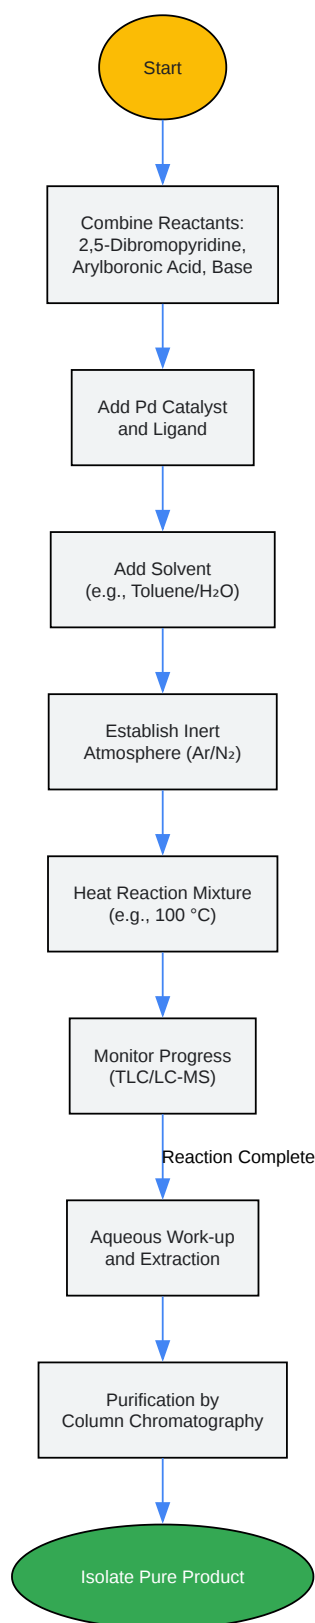 Start
Combine Reactants:
2,5-Dibromopyridine,
Arylboronic Acid, Base
Add Pd Catalyst
and Ligand
Add Solvent
(e.g., Toluene/H₂O)
Establish Inert
Atmosphere (Ar/N₂)
Heat Reaction Mixture
(e.g., 100 °C)
Monitor Progress
(TLC/LC-MS)
Reaction Complete
Aqueous Work-up
and Extraction
Purification by
Column Chromatography
Isolate Pure Product